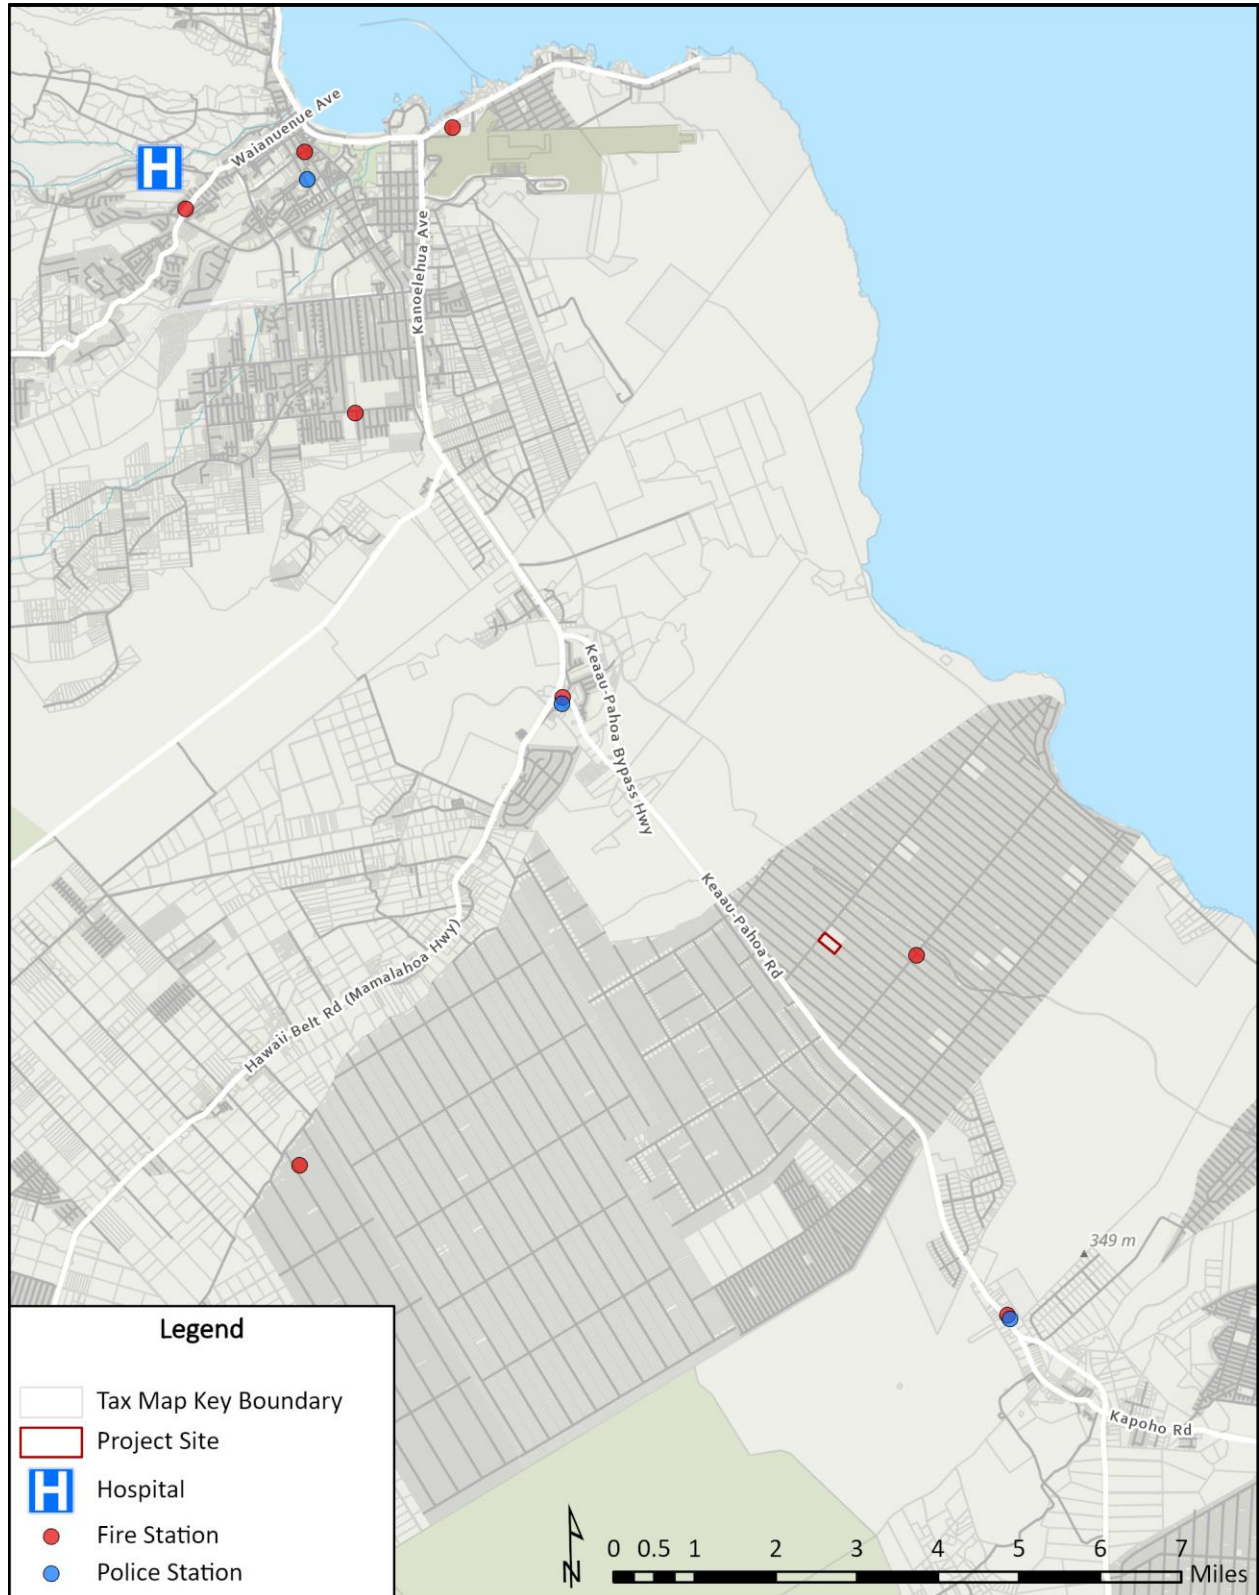 Waianuenue Ave
Kanoelehua Ave
Keaau-Pahoa Bypass Hwy
Keaau-Pahoa Rd
Hawaii Belt Rd (Mamalahoa Hwy)
349 m
Kapoho Rd
Legend
Tax Map Key Boundary
Project Site
H Hospital
Fire Station
Police Station
H
N
0 0.5 1 2 3 4 5 6 7
Miles